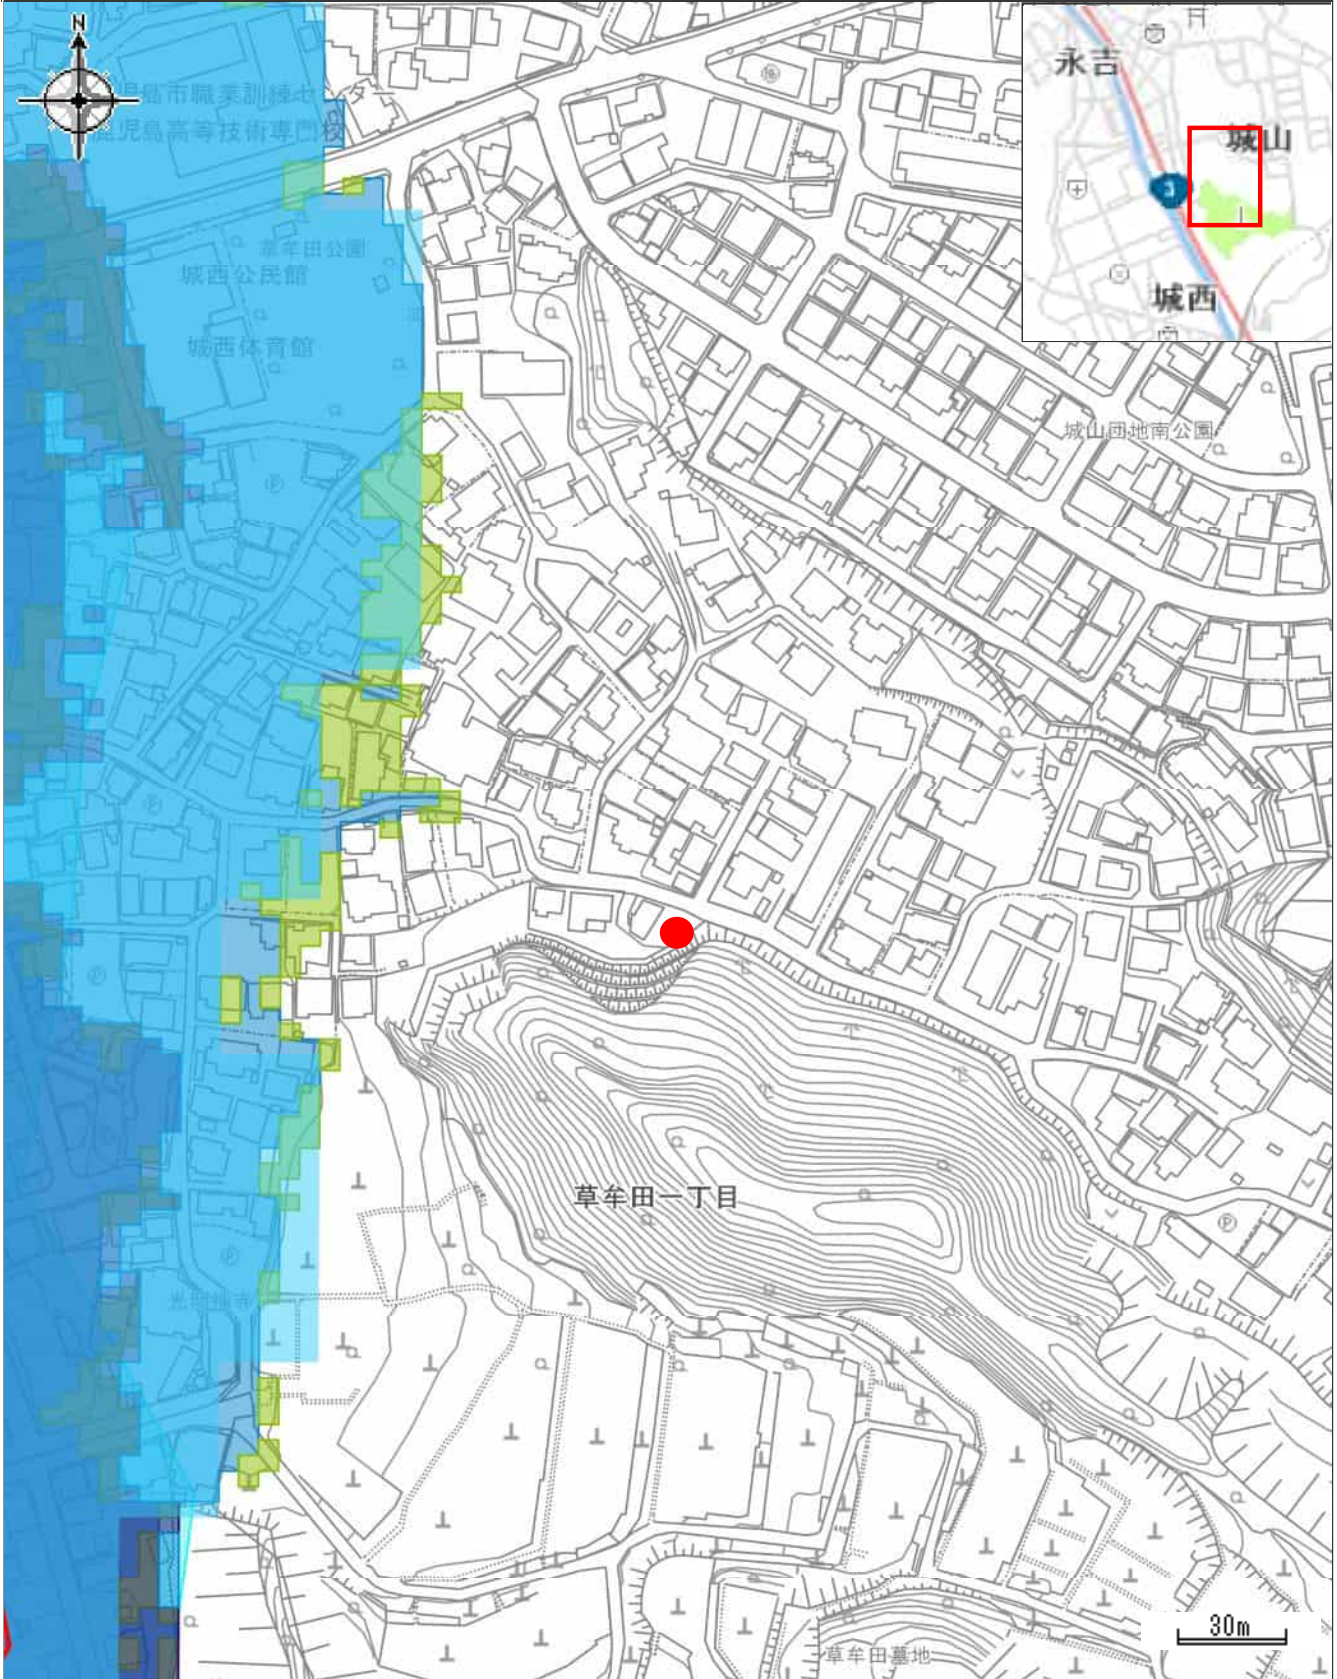 N
永吉
城山
3
城西
島市職業訓練センター
鹿児島高等技術専門校
⑯
草牟田公園
城西公民館
城西体育館
城山団地南公園
Ⓟ
Ⓟ
Ⓟ
草牟田一丁目
Ⓟ
Ⓟ
30m
草牟田墓地